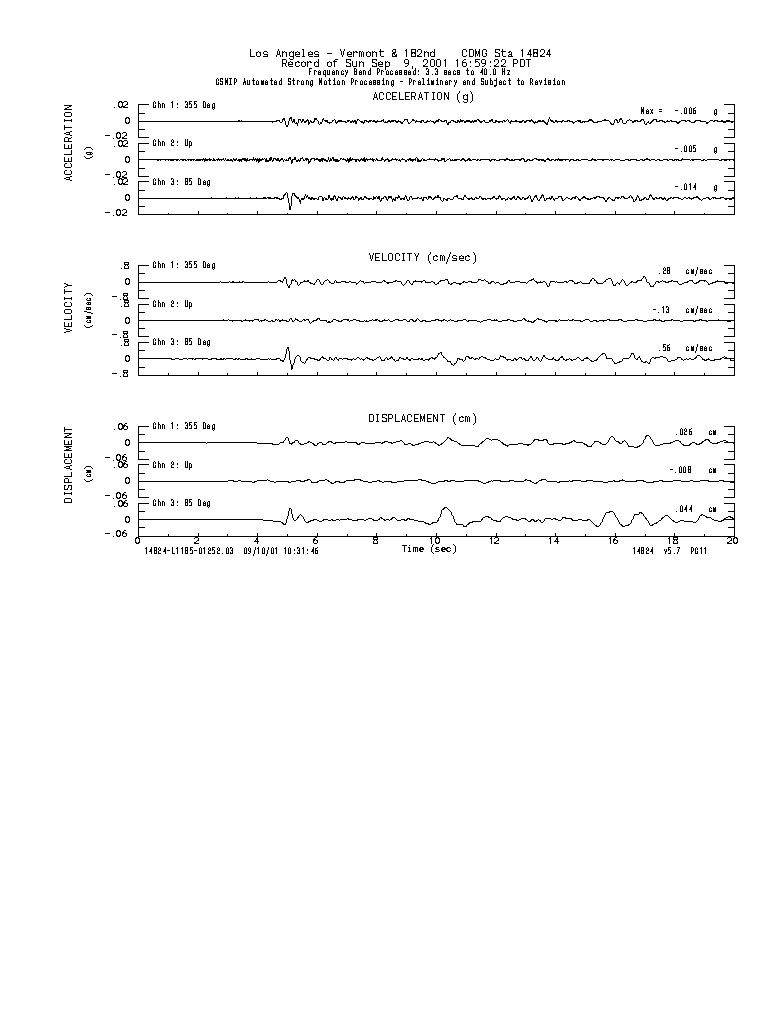 Los Angeles - Vermont & 182nd CDMG Sta 14824
Record of Sun Sep 9, 2001 16:59:22 PDT
Frequency Band Processed: 3.3 secs to 40.0 Hz
CSMIP Automated Strong Motion Processing - Preliminary and Subject to Revision
ACCELERATION (g)
ACCELERATION
(g)
.02
0
-.02
Chn 1: 355 Deg
Max = -.006 g
.02
0
-.02
Chn 2: Up
-.005 g
.02
0
-.02
Chn 3: 85 Deg
-.014 g
VELOCITY (cm/sec)
VELOCITY
(cm/sec)
0
Chn 1: 355 Deg
.28 cm/sec
0
Chn 2: Up
-.13 cm/sec
0
Chn 3: 85 Deg
.56 cm/sec
DISPLACEMENT (cm)
DISPLACEMENT
(cm)
.06
0
-.06
Chn 1: 355 Deg
.026 cm
.06
0
-.06
Chn 2: Up
-.008 cm
.06
0
-.06
Chn 3: 85 Deg
.044 cm
0 2 4 6 8 10 12 14 16 18 20
Time (sec)
14824-L1185-01252.03 09/10/01 10:31:46
14824 v5.7 PC11